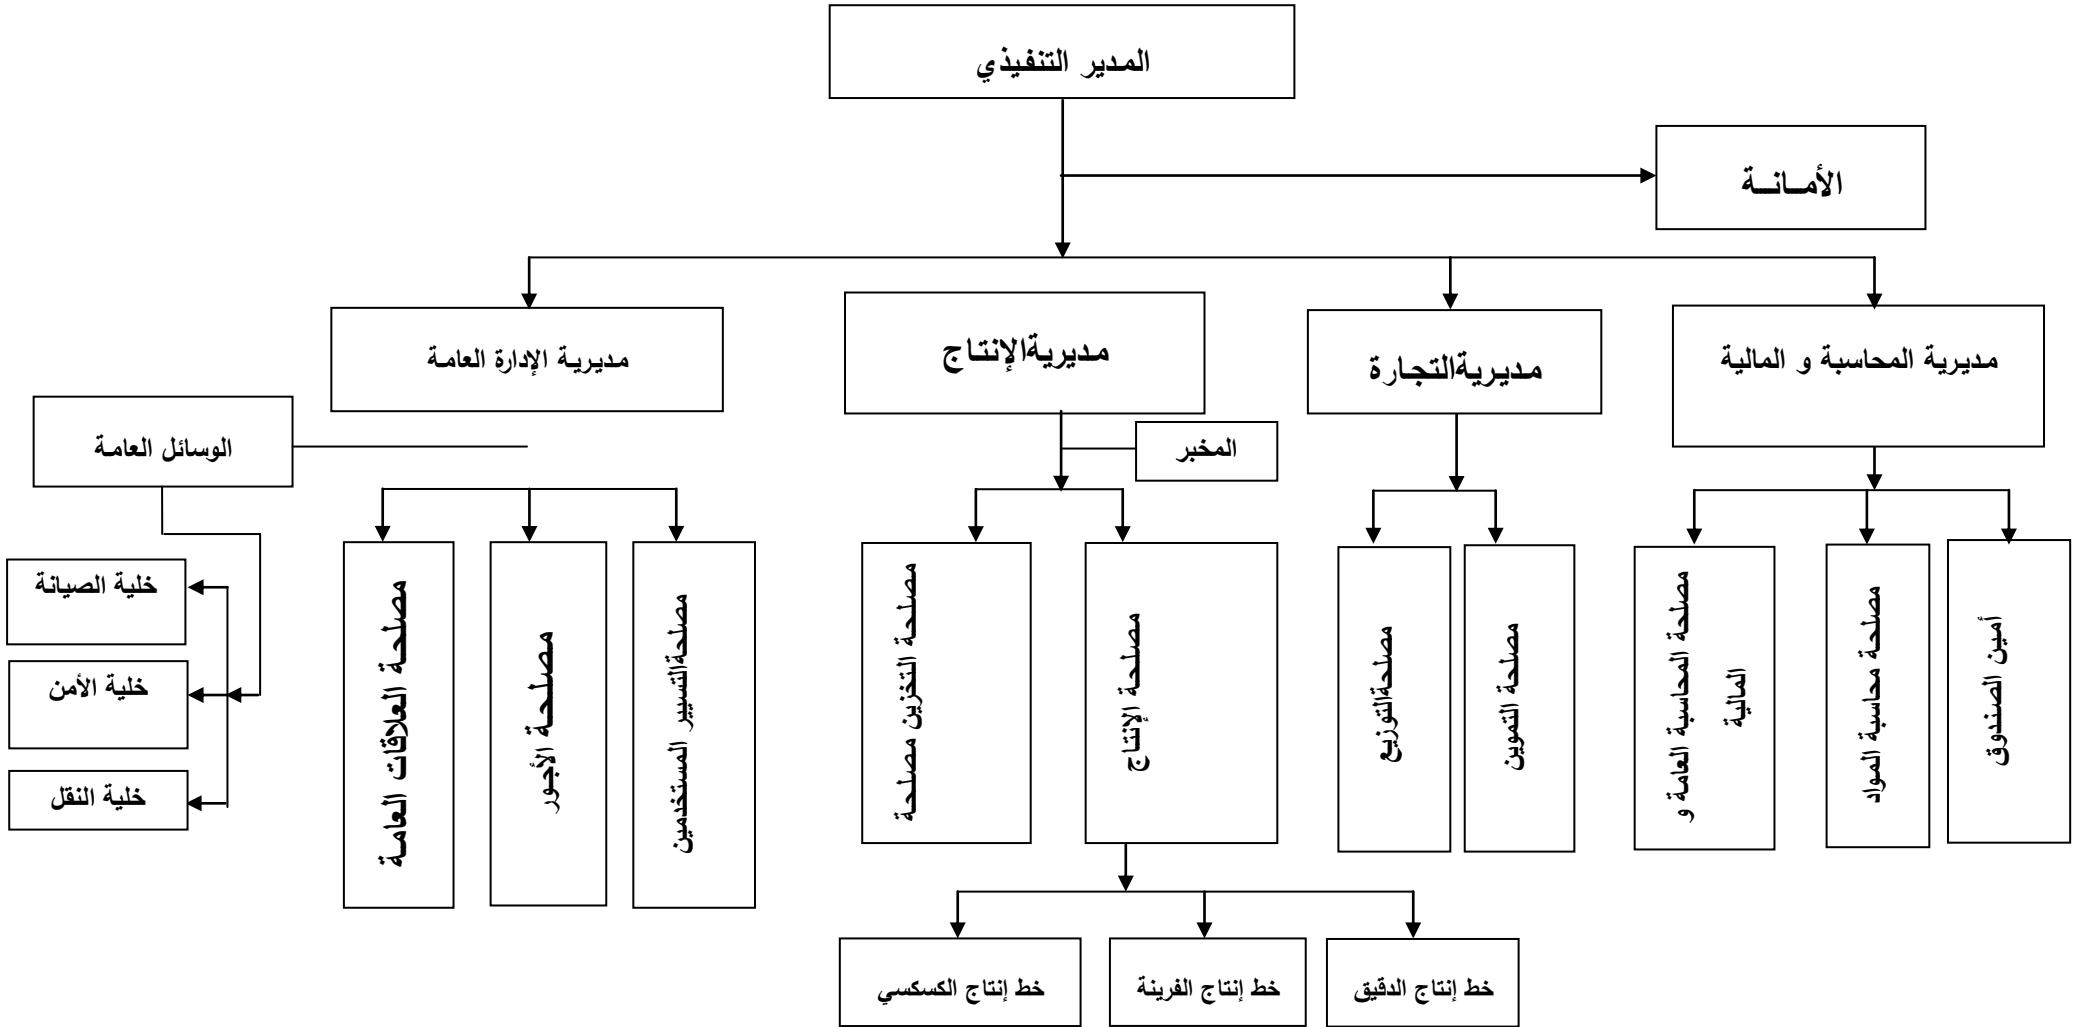 المدير التنفيذي
الأمـــانـــة
مديرية المحاسبة و المالية
مديريةالتجارة
مديريةالإنتاج
مديرية الإدارة العامة
المخبر
الوسائل العامة
أمين الصندوق
مصلحة محاسبة المواد
مصلحة المحاسبة العامة و
المالية
مصلحة التموين
مصلحةالتوزيع
مصلحة الإنتاج
مصلحة التخزين مصلحة
مصلحةالتسيير المستخدمين
مصلحة الأجور
مصلحة العلاقات العامة
خلية الصيانة
خلية الأمن
خلية النقل
خط إنتاج الدقيق
خط إنتاج الفرينة
خط إنتاج الكسكسي